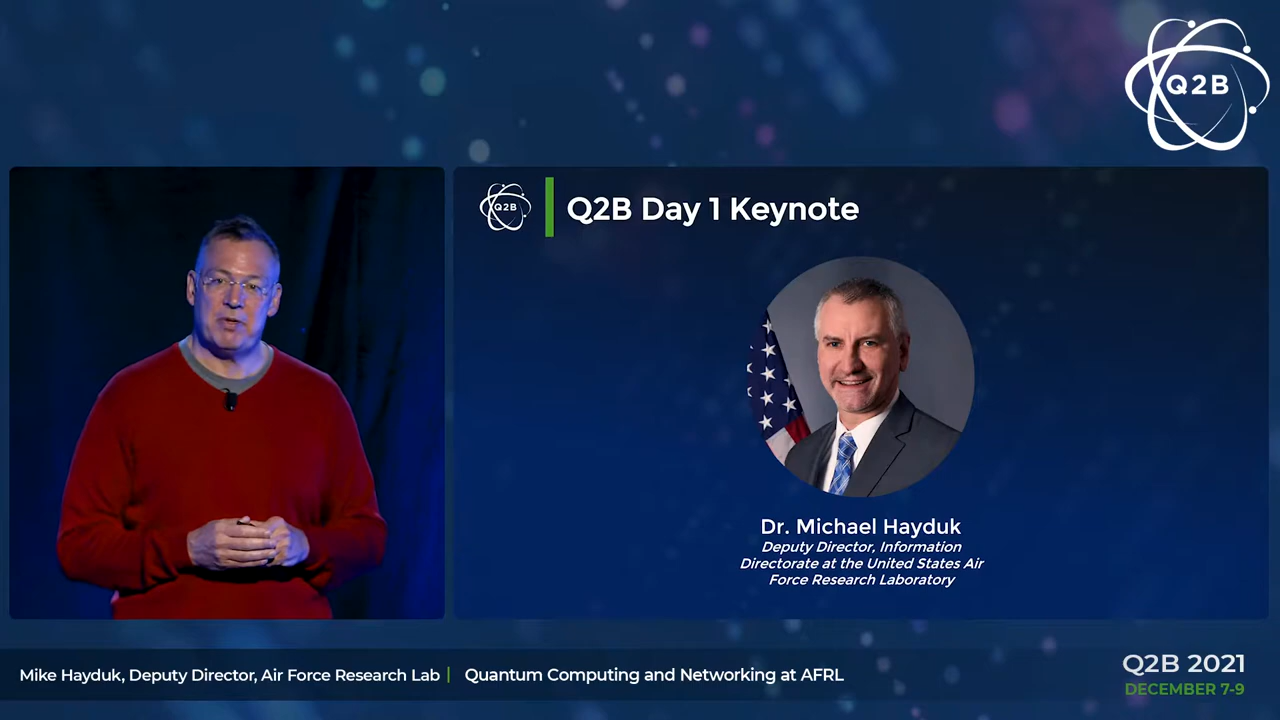 Q2B
Q2B
Q2B Day 1 Keynote
Dr. Michael Hayduk
Deputy Director, Information
Directorate at the United States Air
Force Research Laboratory
Mike Hayduk, Deputy Director, Air Force Research Lab | Quantum Computing and Networking at AFRL
Q2B 2021
DECEMBER 7-9